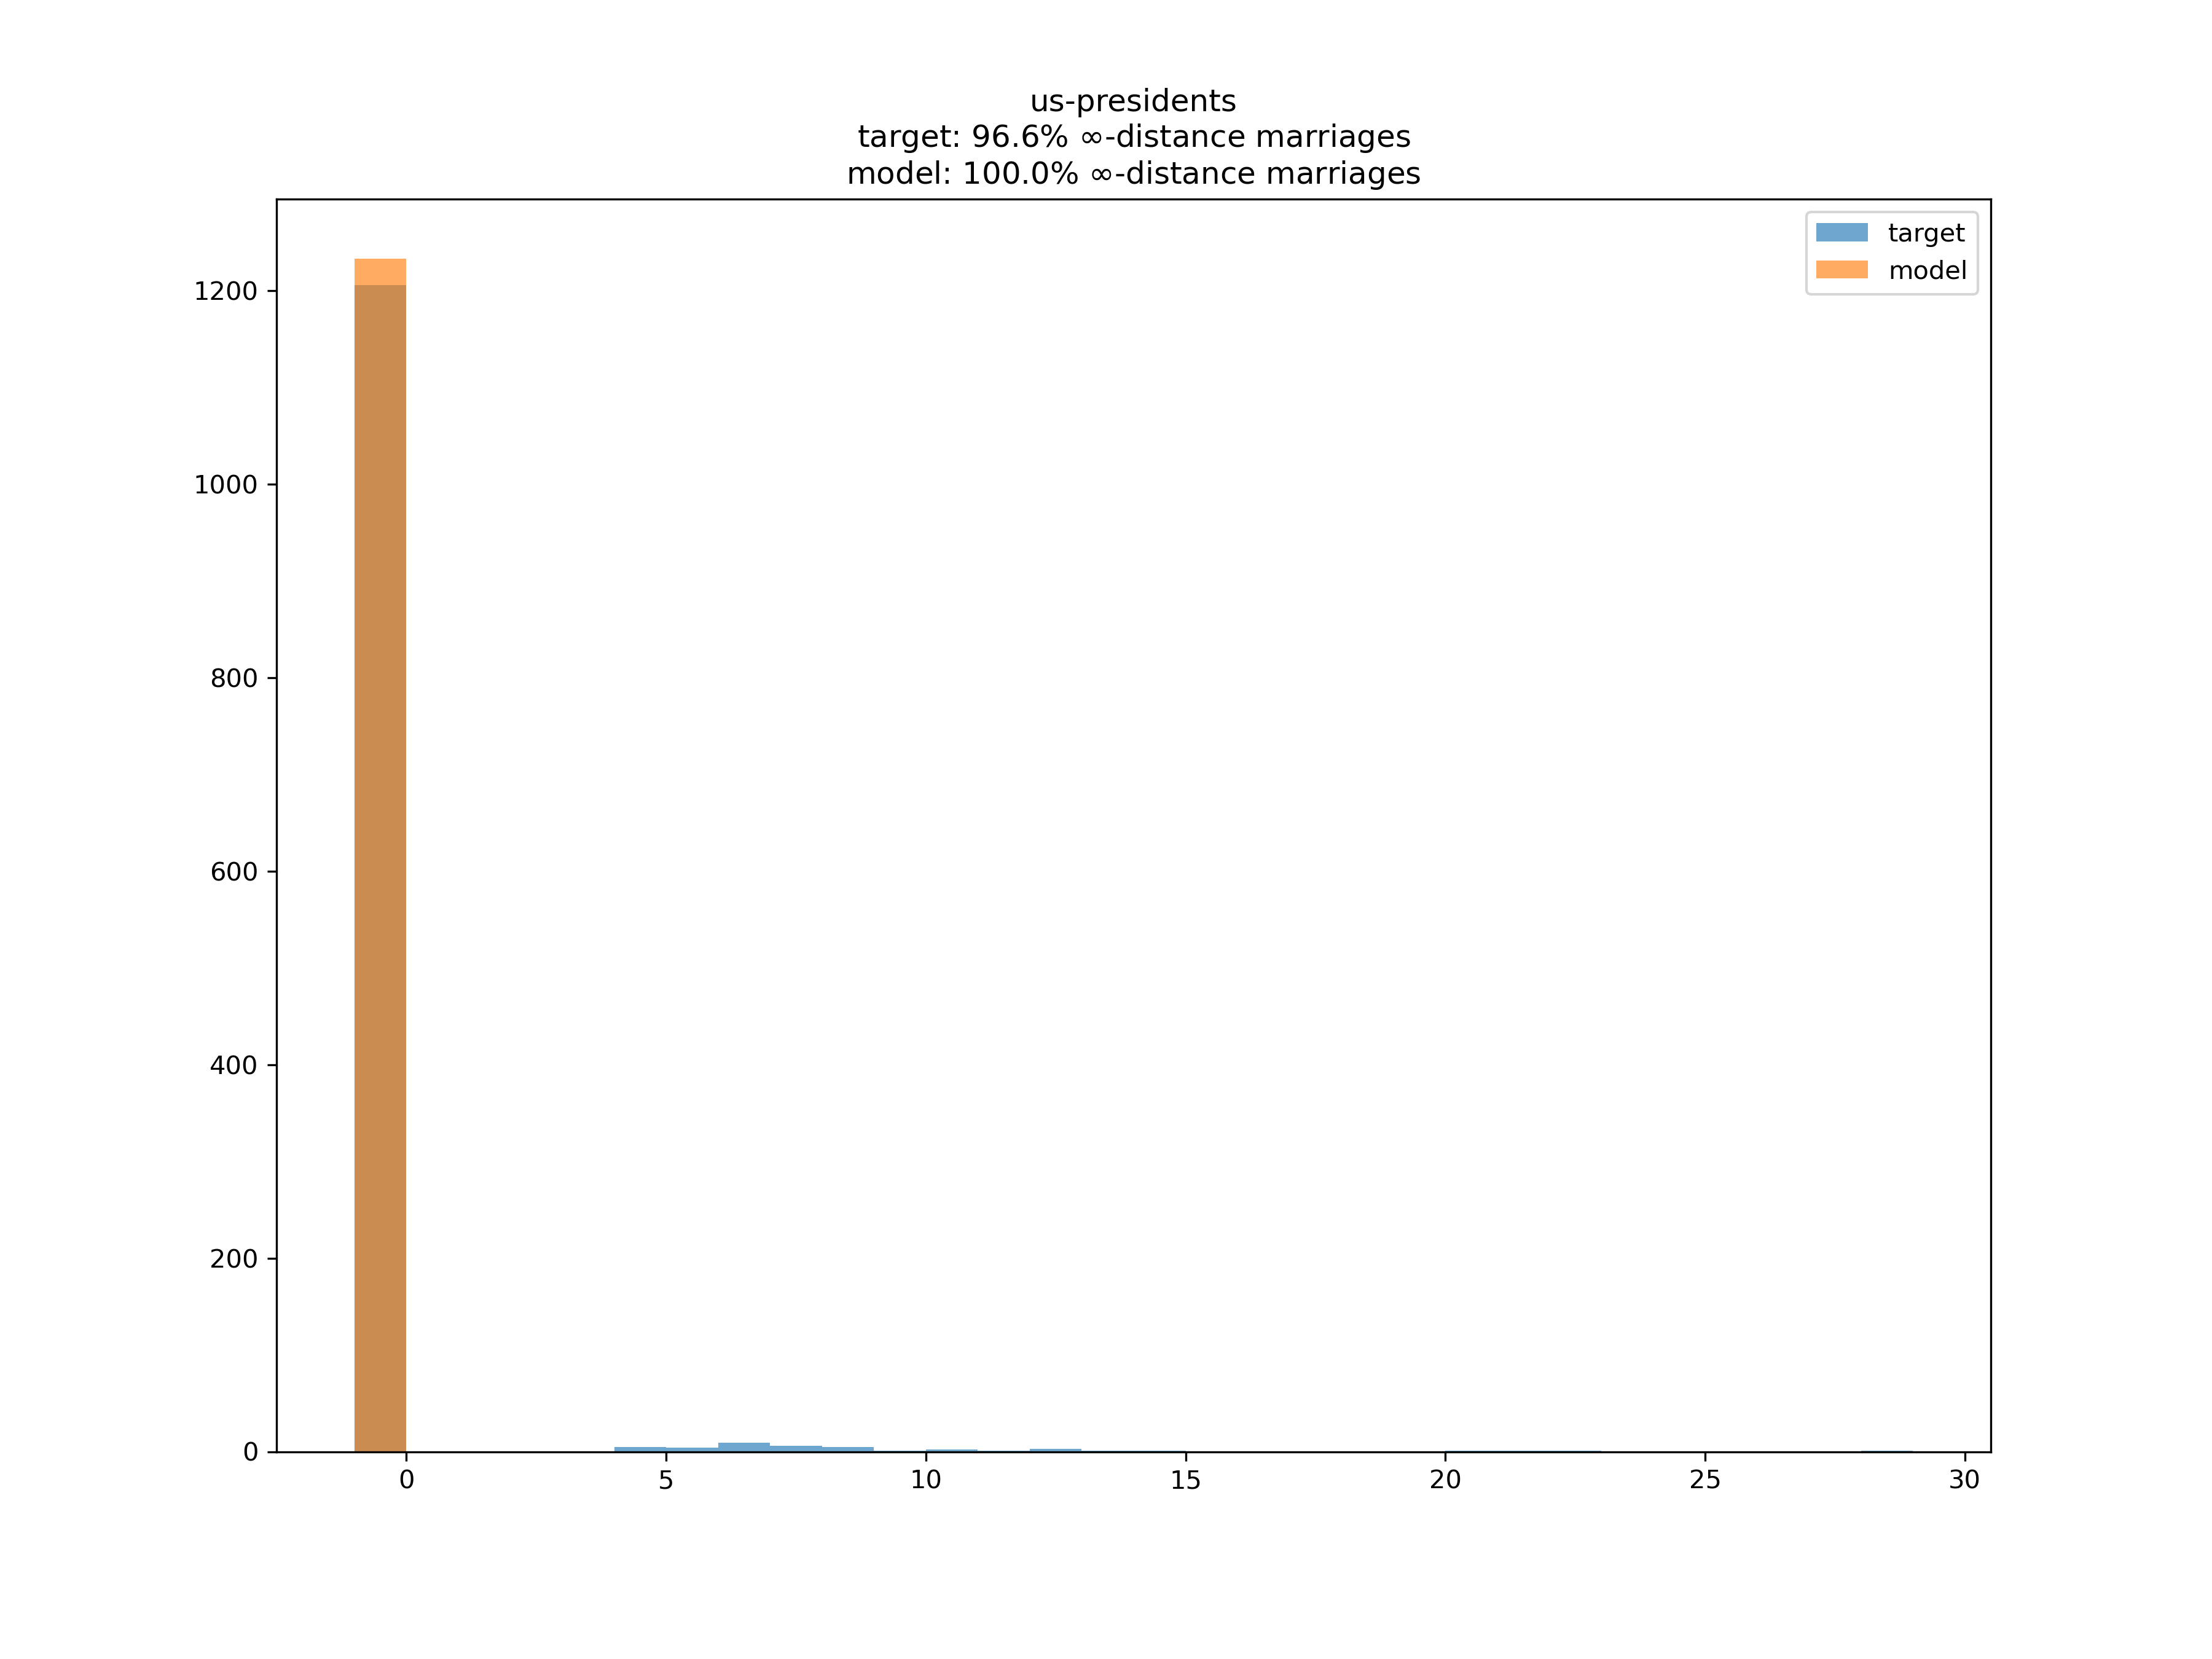 us-presidents
target: 96.6% ∞-distance marriages
model: 100.0% ∞-distance marriages
target
model
1200
1000
800
600
400
200
0
0 5 10 15 20 25 30